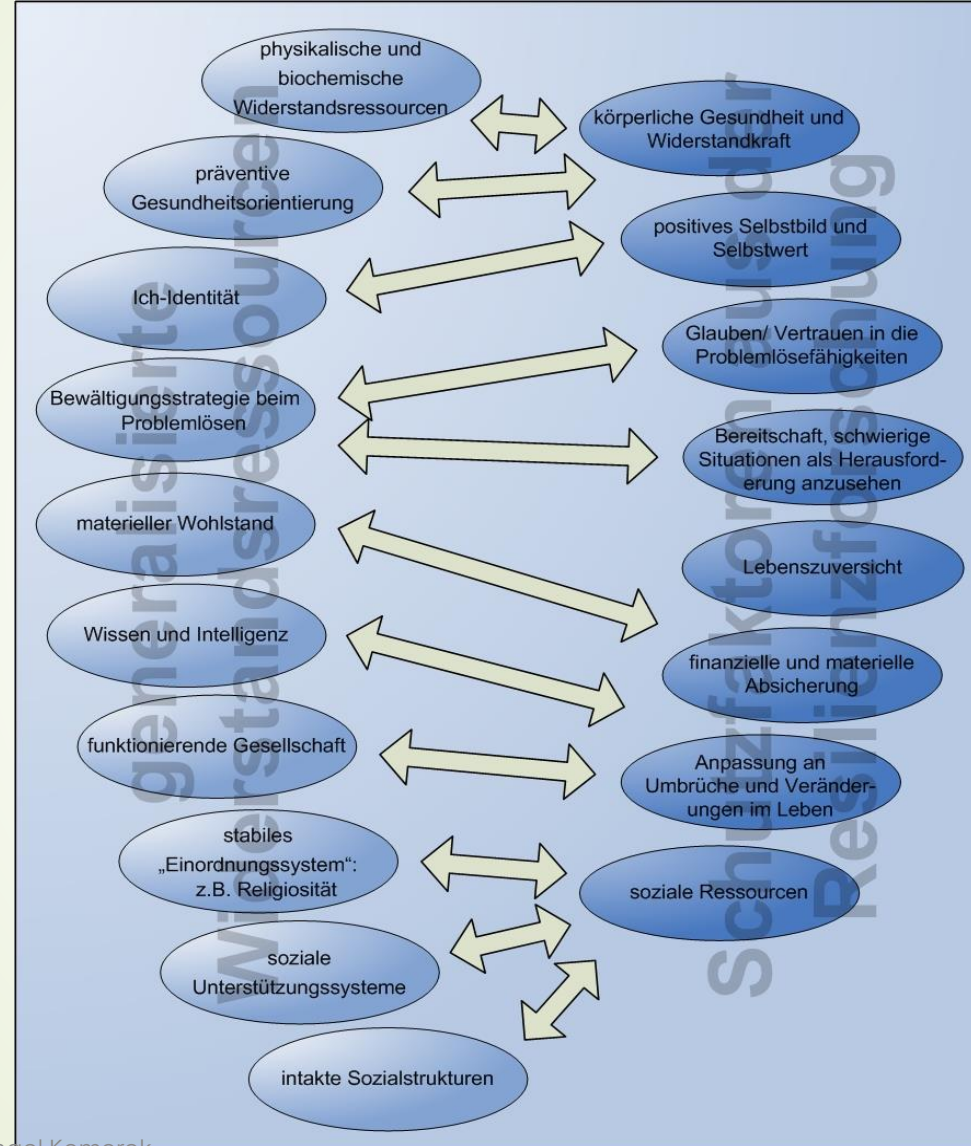 generalisierte
Widerstandsressourcen
physikalische und
biochemische
Widerstandsressourcen
präventive
Gesundheitsorientierung
Ich-Identität
Bewältigungsstrategie beim
Problemlösen
materieller Wohlstand
Wissen und Intelligenz
funktionierende Gesellschaft
stabiles
„Einordnungssystem“:
z.B. Religiosität
soziale
Unterstützungssysteme
intakte Sozialstrukturen
Schutzfaktoren aus der
Resilienzforschung
körperliche Gesundheit und
Widerstandkraft
positives Selbstbild und
Selbstwert
Glauben/ Vertrauen in die
Problemlösefähigkeiten
Bereitschaft, schwierige
Situationen als Herausford-
erung anzusehen
Lebenszuversicht
finanzielle und materielle
Absicherung
Anpassung an
Umbrüche und Veränder-
ungen im Leben
soziale Ressourcen